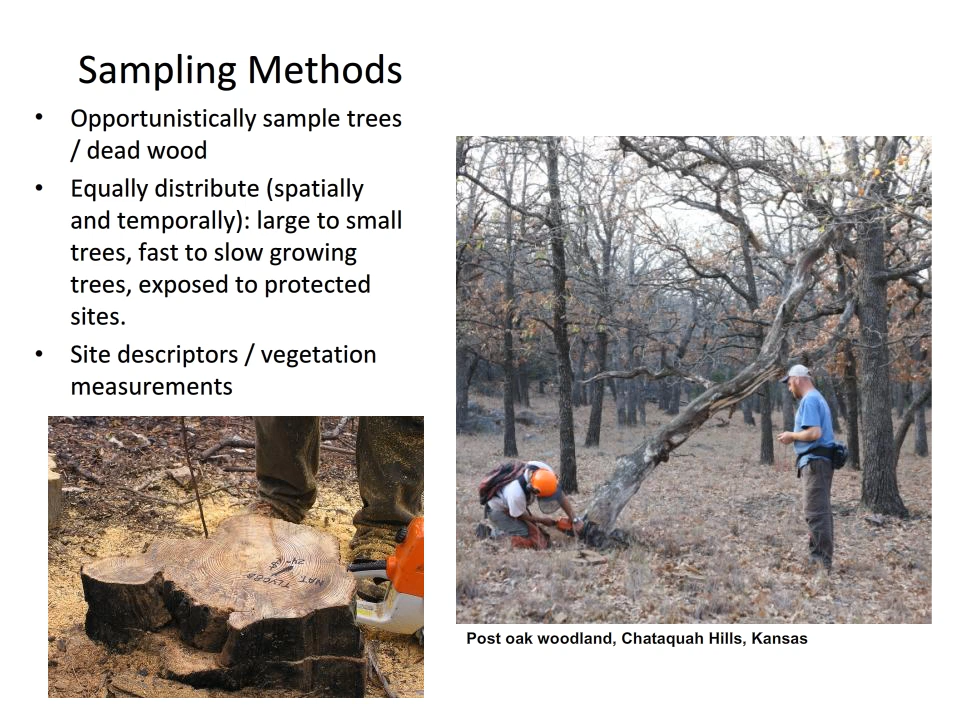 Sampling Methods
• Opportunistically sample trees
/ dead wood
• Equally distribute (spatially
and temporally): large to small
trees, fast to slow growing
trees, exposed to protected
sites.
• Site descriptors / vegetation
measurements
Post oak woodland, Chataquah Hills, Kansas